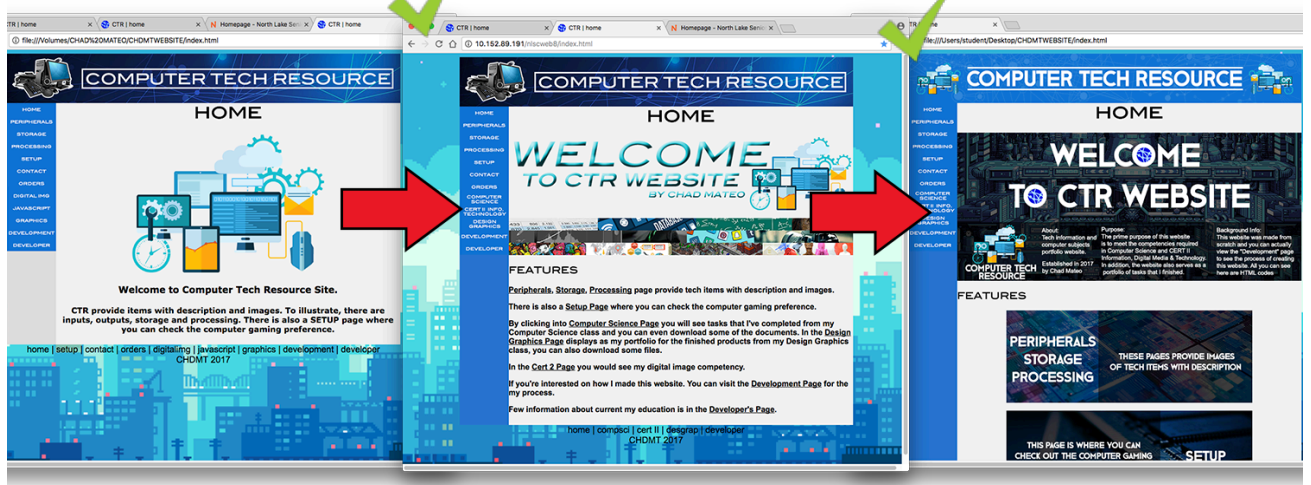 TR | home
CTR | home
Homepage - North Lake Seni
CTR | home
file:///Volumes/CHAD%20MATEO/CHDMTWEBSITE/index.html
COMPUTER TECH RESOURCE
HOME
PERIPHERALS
STORAGE
PROCESSING
SETUP
CONTACT
ORDERS
DIGITAL IMG
JAVASCRIPT
GRAPHICS
DEVELOPMENT
DEVELOPER
HOME
Welcome to Computer Tech Resource Site.
CTR provide items with description and images. To illustrate, there are
inputs, outputs, storage and processing. There is also a SETUP page where
you can check the computer gaming preference.
home | setup | contact | orders | digitalimg | javascript | graphics | development | developer
CHDMT 2017
CTR | home
CTR | home
Homepage - North Lake Senio
10.152.89.191/niscweb8/index.html
COMPUTER TECH RESOURCE
HOME
PERIPHERALS
STORAGE
PROCESSING
SETUP
CONTACT
ORDERS
COMPUTER
SCIENCE
CERT II INFO.
TECHNOLOGY
DESIGN
GRAPHICS
DEVELOPMENT
DEVELOPER
HOME
WELCOME
TO CTR WEBSITE
BY CHAD MATEO
FEATURES
Peripherals, Storage, Processing page provide tech items with description and images.
There is also a Setup Page where you can check the computer gaming preference.
By clicking into Computer Science Page you will see tasks that I've completed from my
Computer Science class and you can even download some of the documents. In the Design
Graphics Page displays as my portfolio for the finished products from my Design Graphics
class, you can also download some files.
In the Cert 2 Page you would see my digital image competency.
If you're interested on how I made this website. You can visit the Development Page for the
my process.
Few information about current my education is in the Developer's Page.
home | compsci | cert II | desgrap | developer
CHDMT 2017
TR | home
file:///Users/student/Desktop/CHDMTWEBSITE/index.html
COMPUTER TECH RESOURCE
HOME
PERIPHERALS
STORAGE
PROCESSING
SETUP
CONTACT
ORDERS
COMPUTER
SCIENCE
CERT II INFO.
DESIGN
GRAPHICS
DEVELOPMENT
DEVELOPER
HOME
WELCOME
TO CTR WEBSITE
COMPUTER TECH
RESOURCE
About:
Tech Information and
computer subjects
portfolio website.
Established in 2017
by Chad Mateo
Purpose:
The prime purpose of this website
is to meet the competencies required
in Computer Science and CERT II
Information, Digital Media & Technology.
In addition, the website also serves as a
portfolio of tasks that I finished.
Background Info:
This website was made from
scratch and you can actually
view the "Development" page
to see the process of creating
this website. All you can see
here are HTML codes
FEATURES
PERIPHERALS
STORAGE
PROCESSING
THESE PAGES PROVIDE IMAGES
OF TECH ITEMS WITH DESCRIPTION
THIS PAGE IS WHERE YOU CAN
CHECK OUT THE COMPUTER GAMING
SETUP